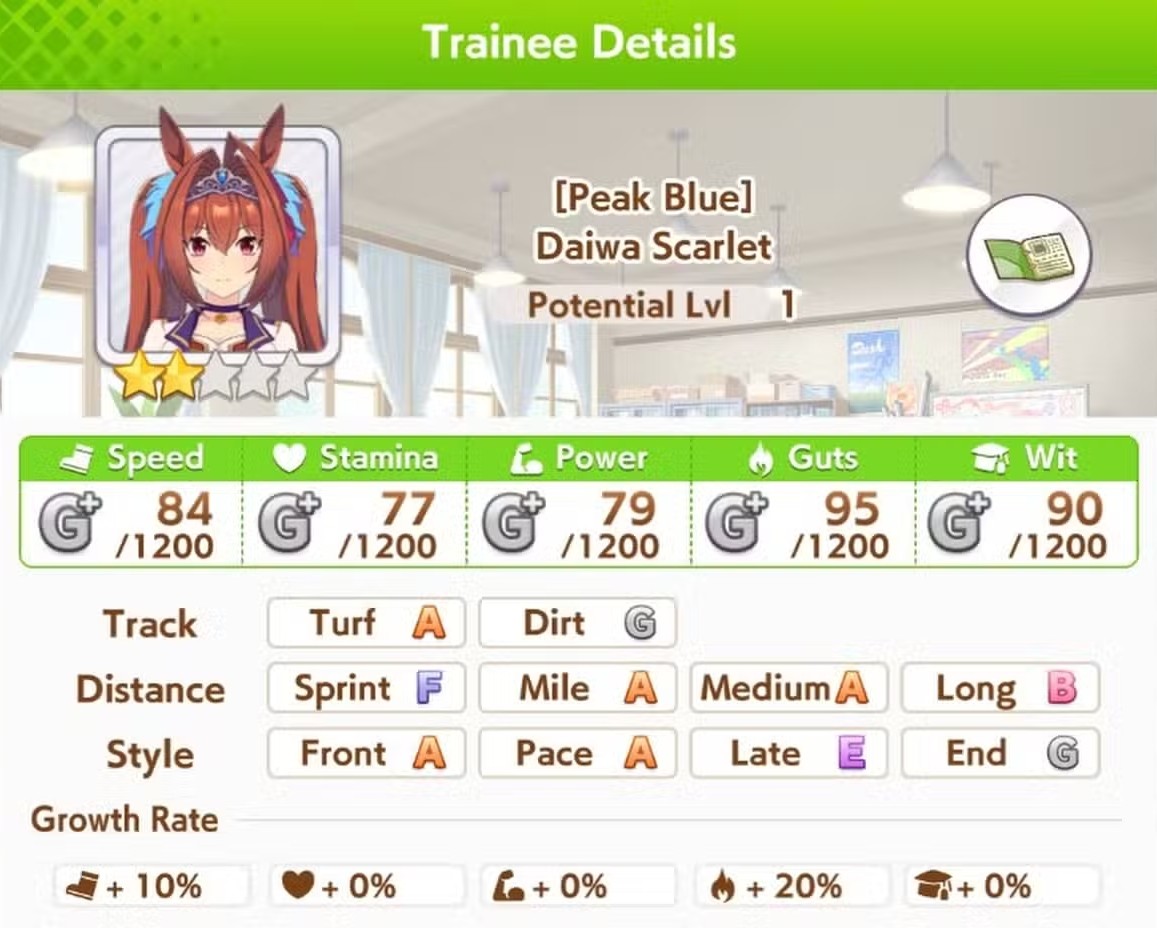 Trainee Details
[Peak Blue]
Daiwa Scarlet
Potential Lvl 1
Speed Stamina Power Guts Wit
G+ 84 G+ 77 G+ 79 G+ 95 G+ 90
/1200 /1200 /1200 /1200 /1200
Track Turf A Dirt G
Distance Sprint F Mile A Medium A Long B
Style Front A Pace A Late E End G
Growth Rate
+ 10% + 0% + 0% + 20% + 0%